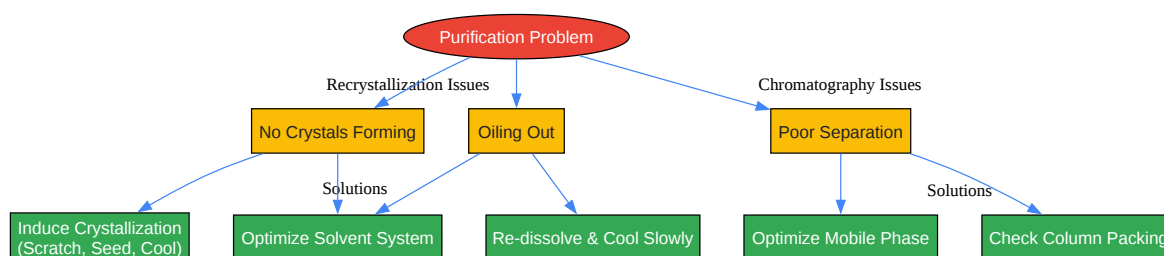 Purification Problem
Recrystallization Issues
Chromatography Issues
No Crystals Forming
Oiling Out
Poor Separation
Solutions
Solutions
Induce Crystallization
(Scratch, Seed, Cool)
Optimize Solvent System
Re-dissolve & Cool Slowly
Optimize Mobile Phase
Check Column Packing